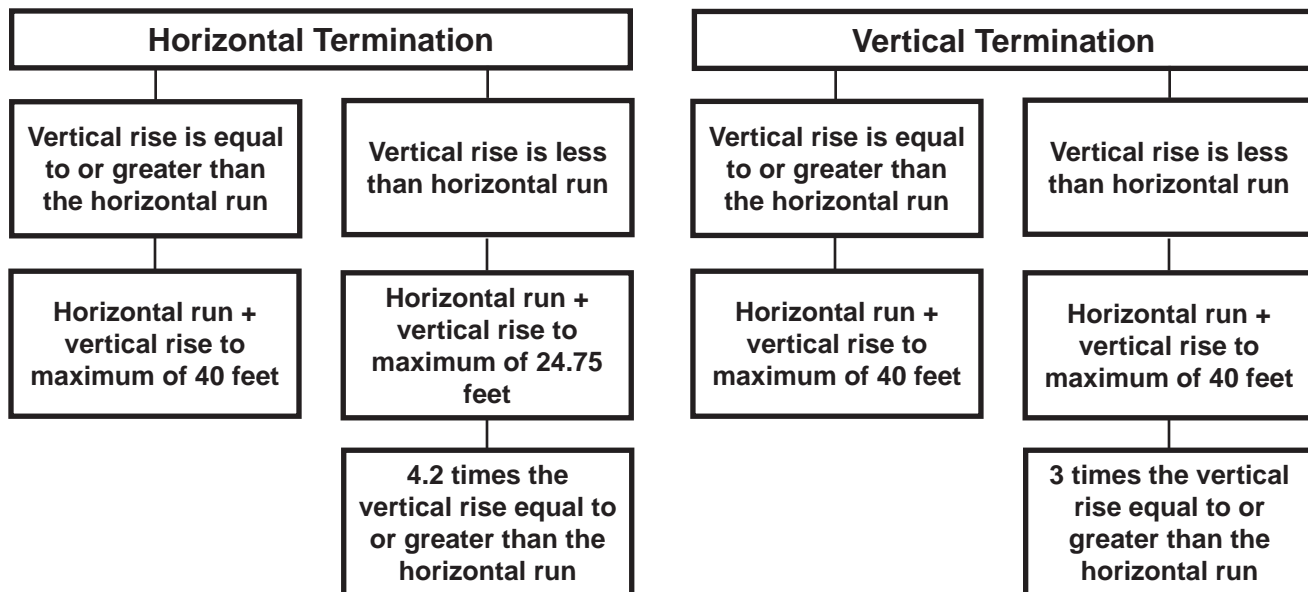 Horizontal Termination
Vertical rise is equal
to or greater than
the horizontal run
Horizontal run +
vertical rise to
maximum of 40 feet
Vertical rise is less
than horizontal run
Horizontal run +
vertical rise to
maximum of 24.75
feet
4.2 times the
vertical rise equal to
or greater than the
horizontal run
Vertical Termination
Vertical rise is equal
to or greater than
the horizontal run
Horizontal run +
vertical rise to
maximum of 40 feet
Vertical rise is less
than horizontal run
Horizontal run +
vertical rise to
maximum of 40 feet
3 times the vertical
rise equal to or
greater than the
horizontal run